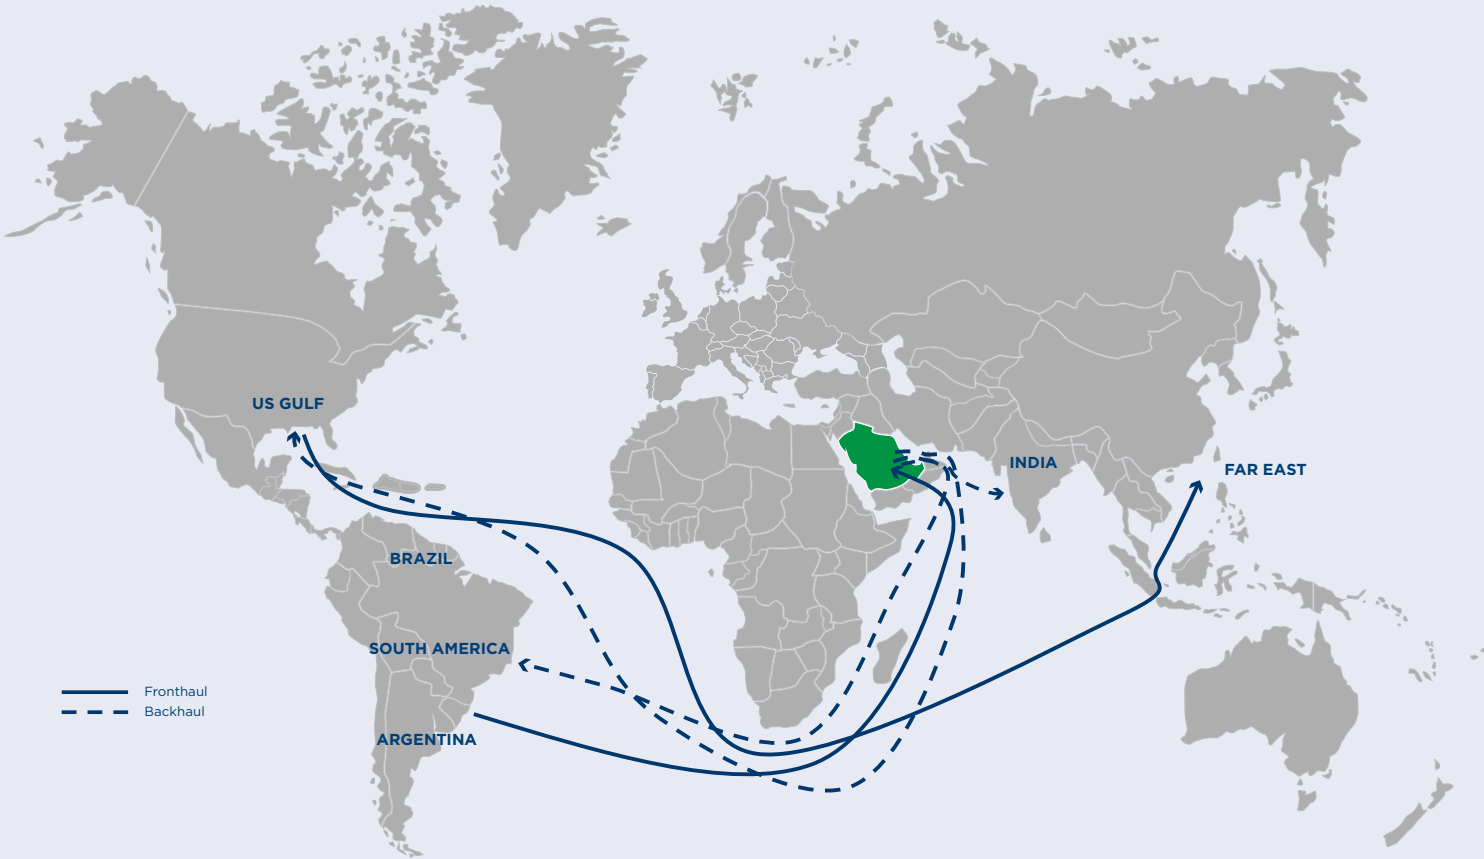 US GULF
INDIA
FAR EAST
BRAZIL
SOUTH AMERICA
Fronthaul
Backhaul
ARGENTINA